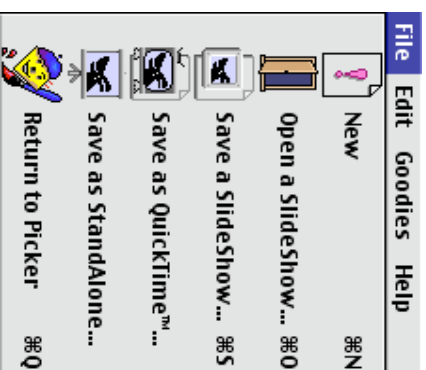 File Edit Goodies Help
New ⌘N
Open a SlideShow... ⌘O
Save a SlideShow... ⌘S
Save as QuickTime™...
Save as StandAlone...
Return to Picker ⌘Q